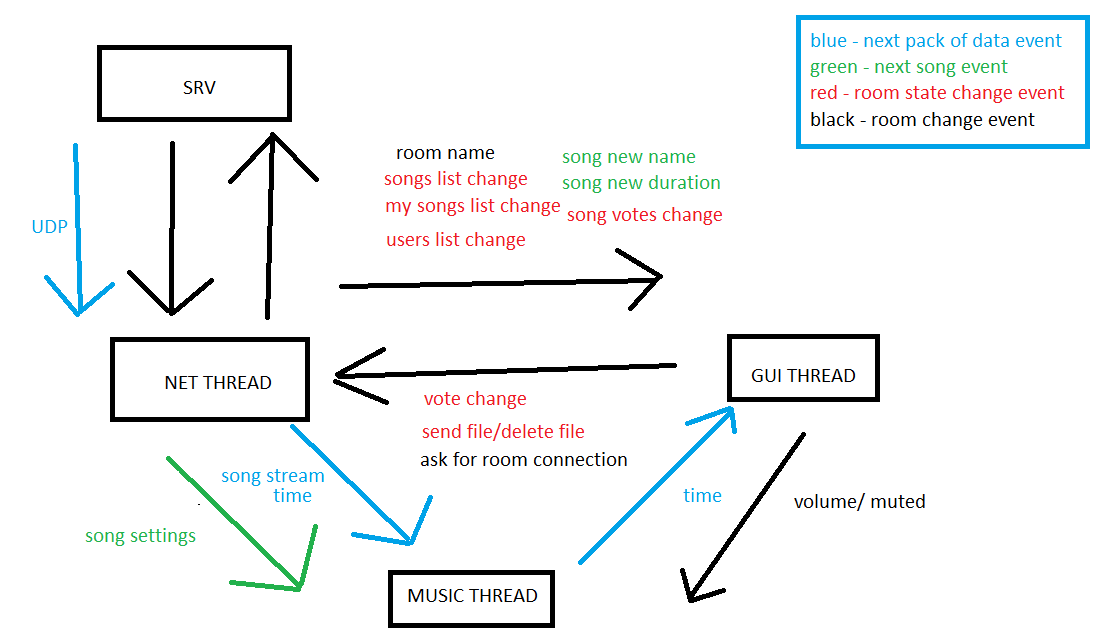 blue - next pack of data event
green - next song event
red - room state change event
black - room change event
SRV
room name
songs list change
my songs list change
users list change
song new name
song new duration
song votes change
UDP
NET THREAD
GUI THREAD
vote change
send file/delete file
ask for room connection
song stream
time
song settings
time
volume/ muted
MUSIC THREAD